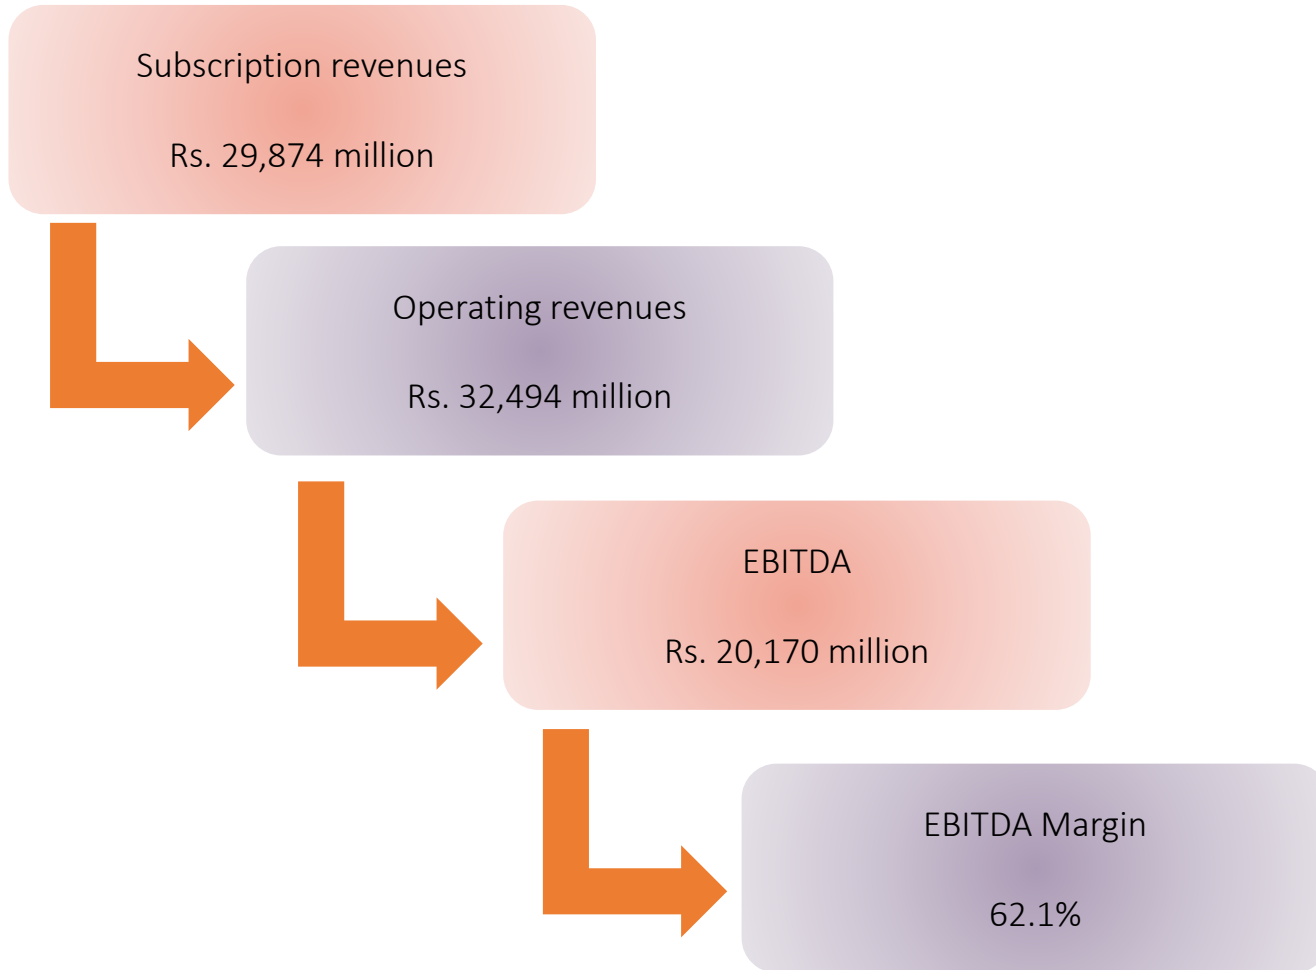 Subscription revenues
Rs. 29,874 million
Operating revenues
Rs. 32,494 million
EBITDA
Rs. 20,170 million
EBITDA Margin
62.1%